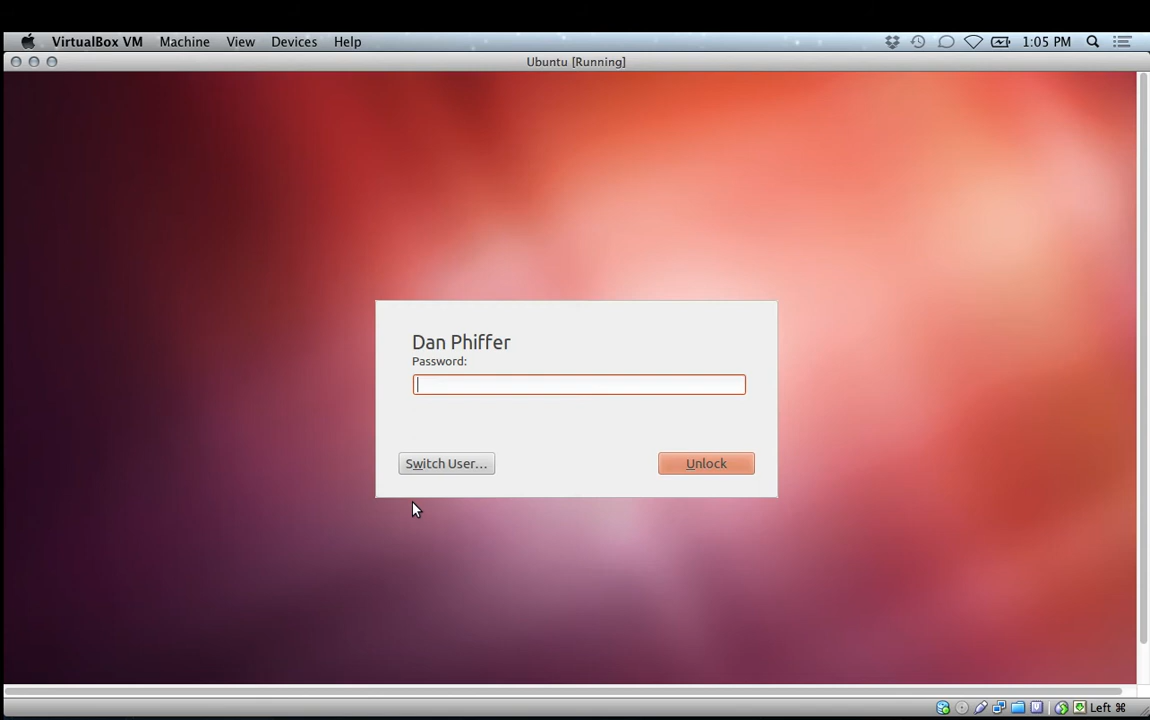 VirtualBox VM Machine View Devices Help 1:05 PM
Ubuntu [Running]
Dan Phiffer
Password:
Switch User... Unlock
Left ⌘